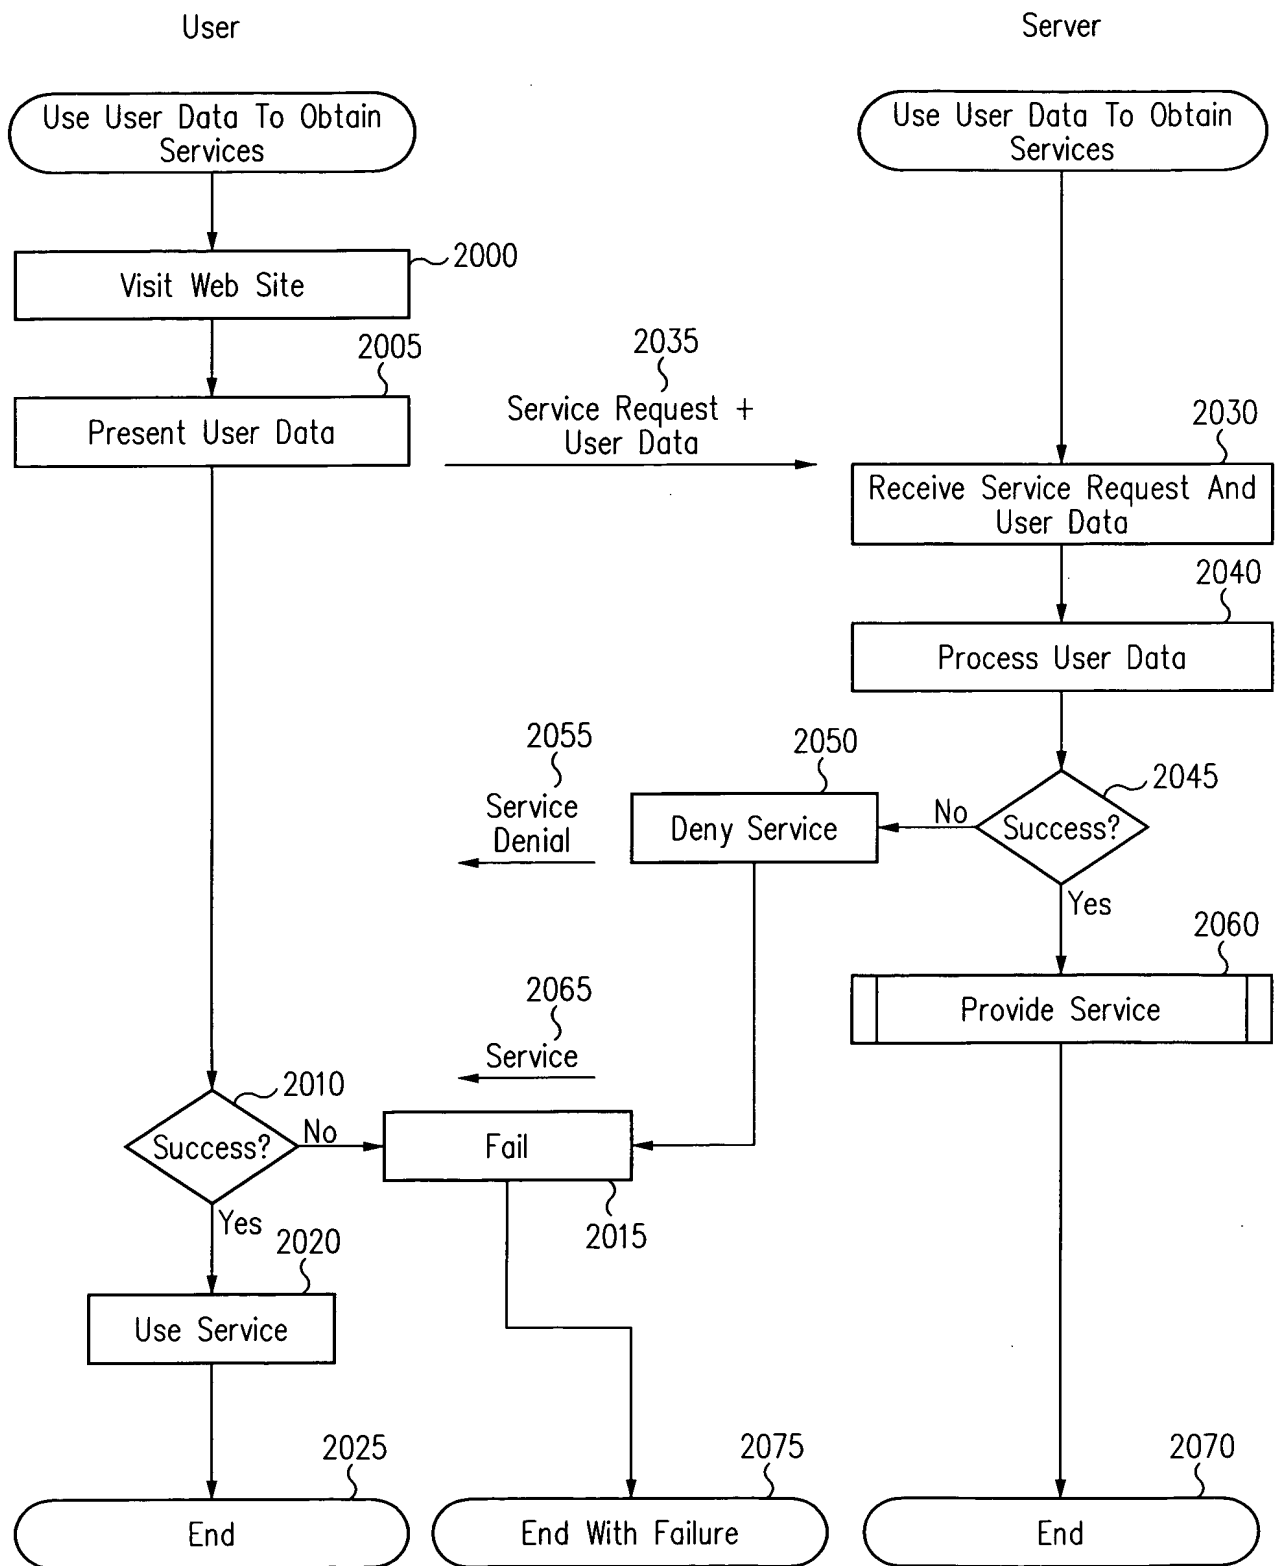 User
Server
Use User Data To Obtain
Services
Use User Data To Obtain
Services
2000
Visit Web Site
2005
Present User Data
2035
Service Request +
User Data
2030
Receive Service Request And
User Data
2040
Process User Data
2055
Service
Denial
2050
Deny Service
No
2045
Success?
Yes
2060
Provide Service
2065
Service
2010
Success?
No
Fail
2015
Yes
2020
Use Service
2025
End
2075
End With Failure
2070
End